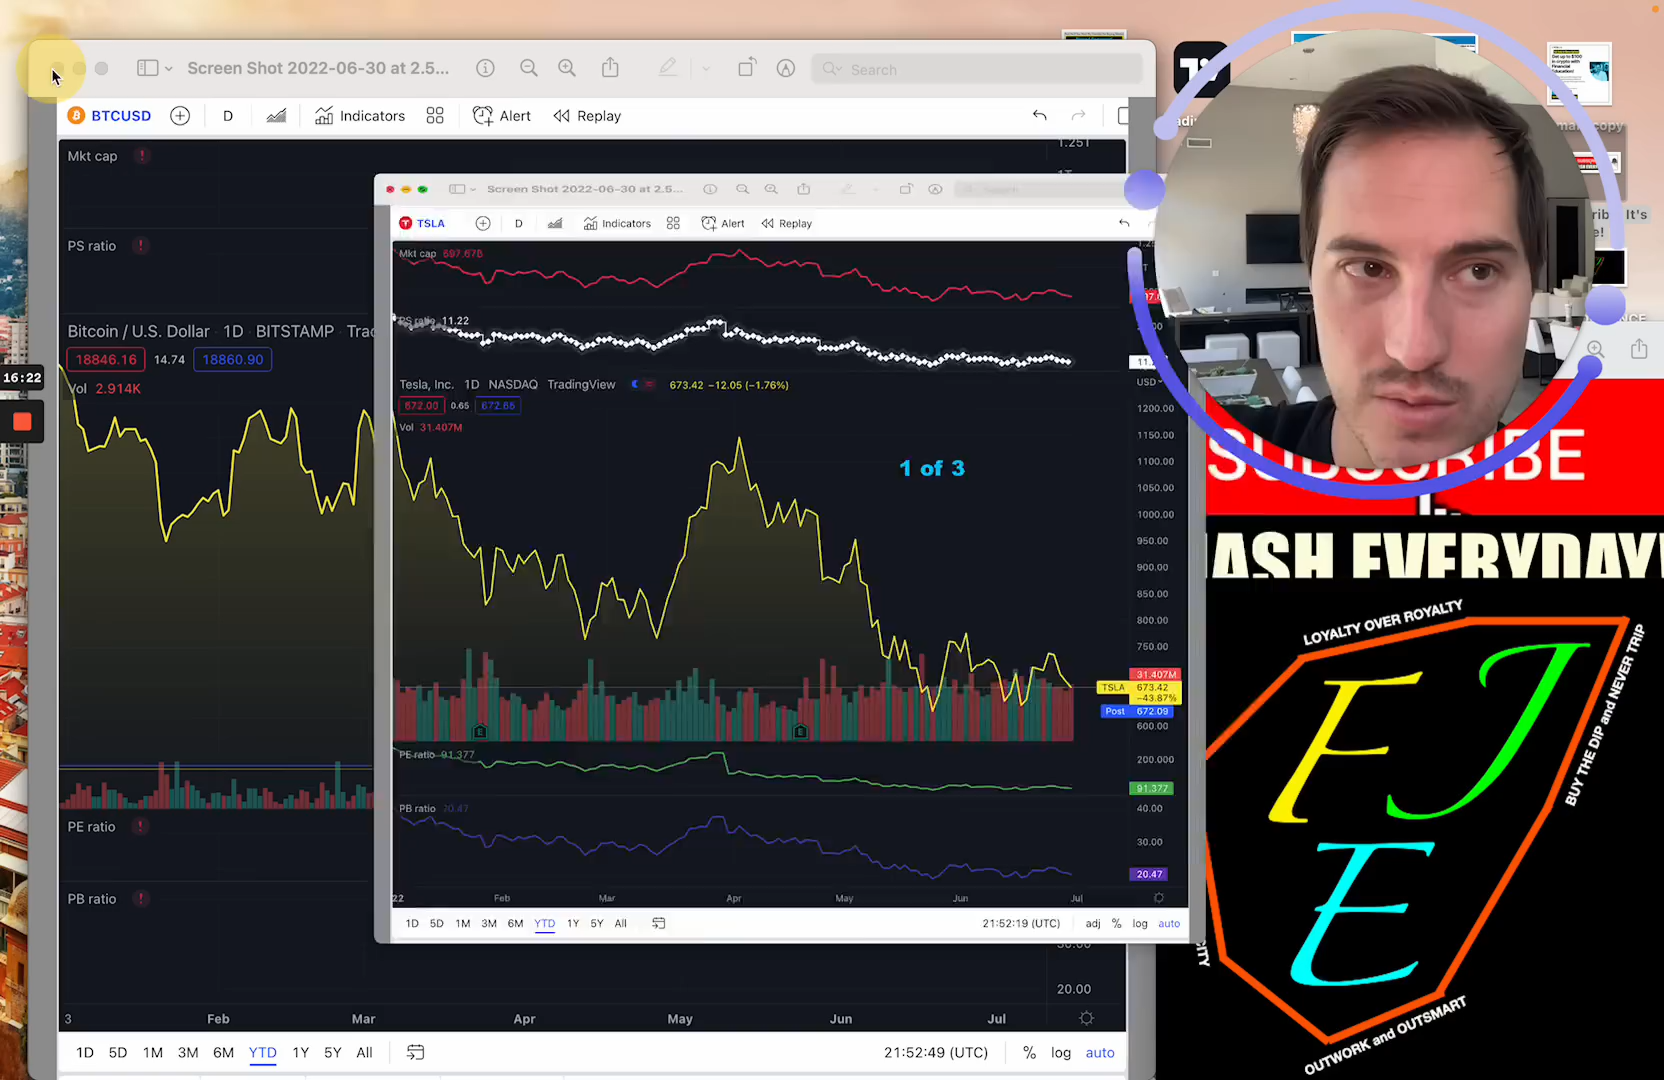 Screen Shot 2022-06-30 at 2.5...
Search
BTCUSD
D
Indicators
Alert
Replay
Mkt cap
1.25T
PS ratio
Bitcoin / U.S. Dollar 1D BITSTAMP
18846.16 14.74 18860.90
Vol 2.914K
16:22
PE ratio
PB ratio
20.00
3 Feb Mar Apr May Jun Jul
1D 5D 1M 3M 6M YTD 1Y 5Y All
21:52:49 (UTC) % log auto
Screen Shot 2022-06-30 at 2.5...
TSLA
D
Indicators
Alert
Replay
Mkt cap 697.67B
PS ratio 11.22
Tesla, Inc. 1D NASDAQ TradingView 673.42 −12.05 (−1.76%)
672.00 0.65 672.65
Vol 31.407M
1 of 3
USD
1200.00
1150.00
1100.00
1050.00
1000.00
950.00
900.00
850.00
800.00
750.00
31.407M
TSLA 673.42
−43.87%
Post 672.09
600.00
PE ratio 91.377
200.000
91.377
PB ratio 20.47
40.00
30.00
20.47
22 Feb Mar Apr May Jun Jul
1D 5D 1M 3M 6M YTD 1Y 5Y All
21:52:19 (UTC) adj % log auto
copy
It's
SUBSCRIBE
EVERYDAY!
LOYALTY OVER ROYALTY
BUY THE DIP and NEVER TRIP
FJE
OUTWORK and OUTSMART